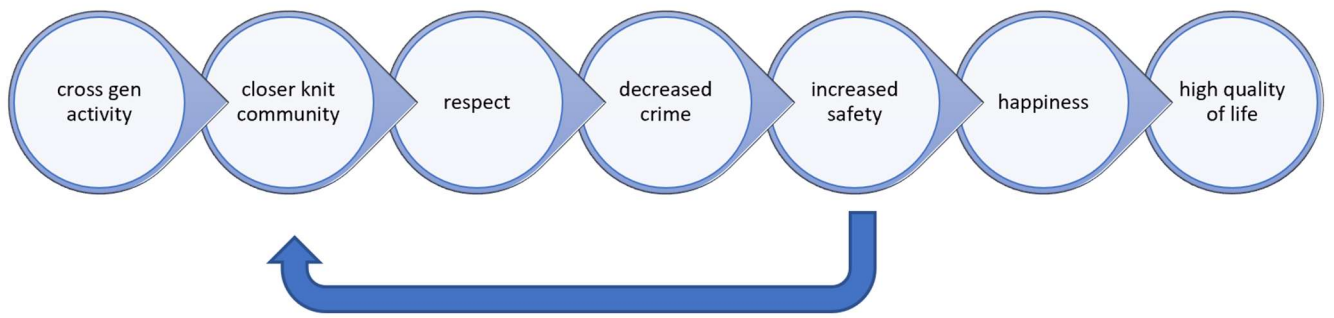 cross gen
activity
closer knit
community
respect
decreased
crime
increased
safety
happiness
high quality
of life